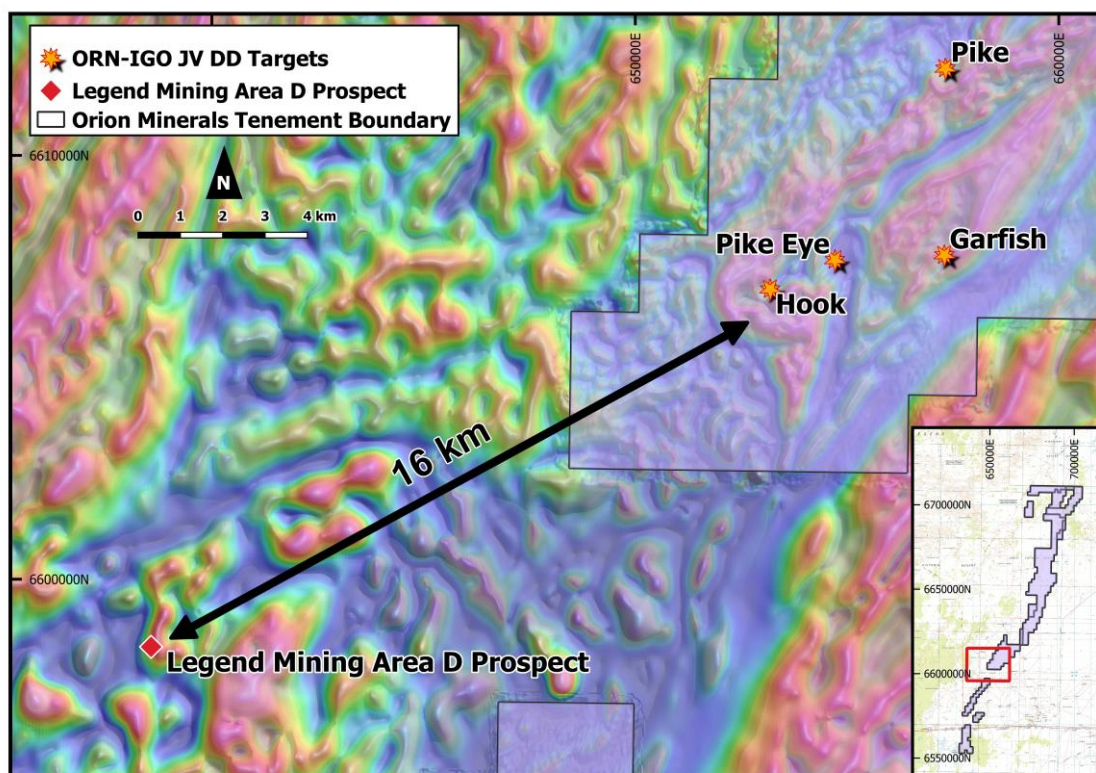 ORN-IGO JV DD Targets
Legend Mining Area D Prospect
Orion Minerals Tenement Boundary
650000E
660000E
Pike
6610000N
N
0 1 2 3 4 km
Pike Eye
Garfish
Hook
16 km
650000E
700000E
6700000N
6650000N
6600000N
6600000N
Legend Mining Area D Prospect
6550000N